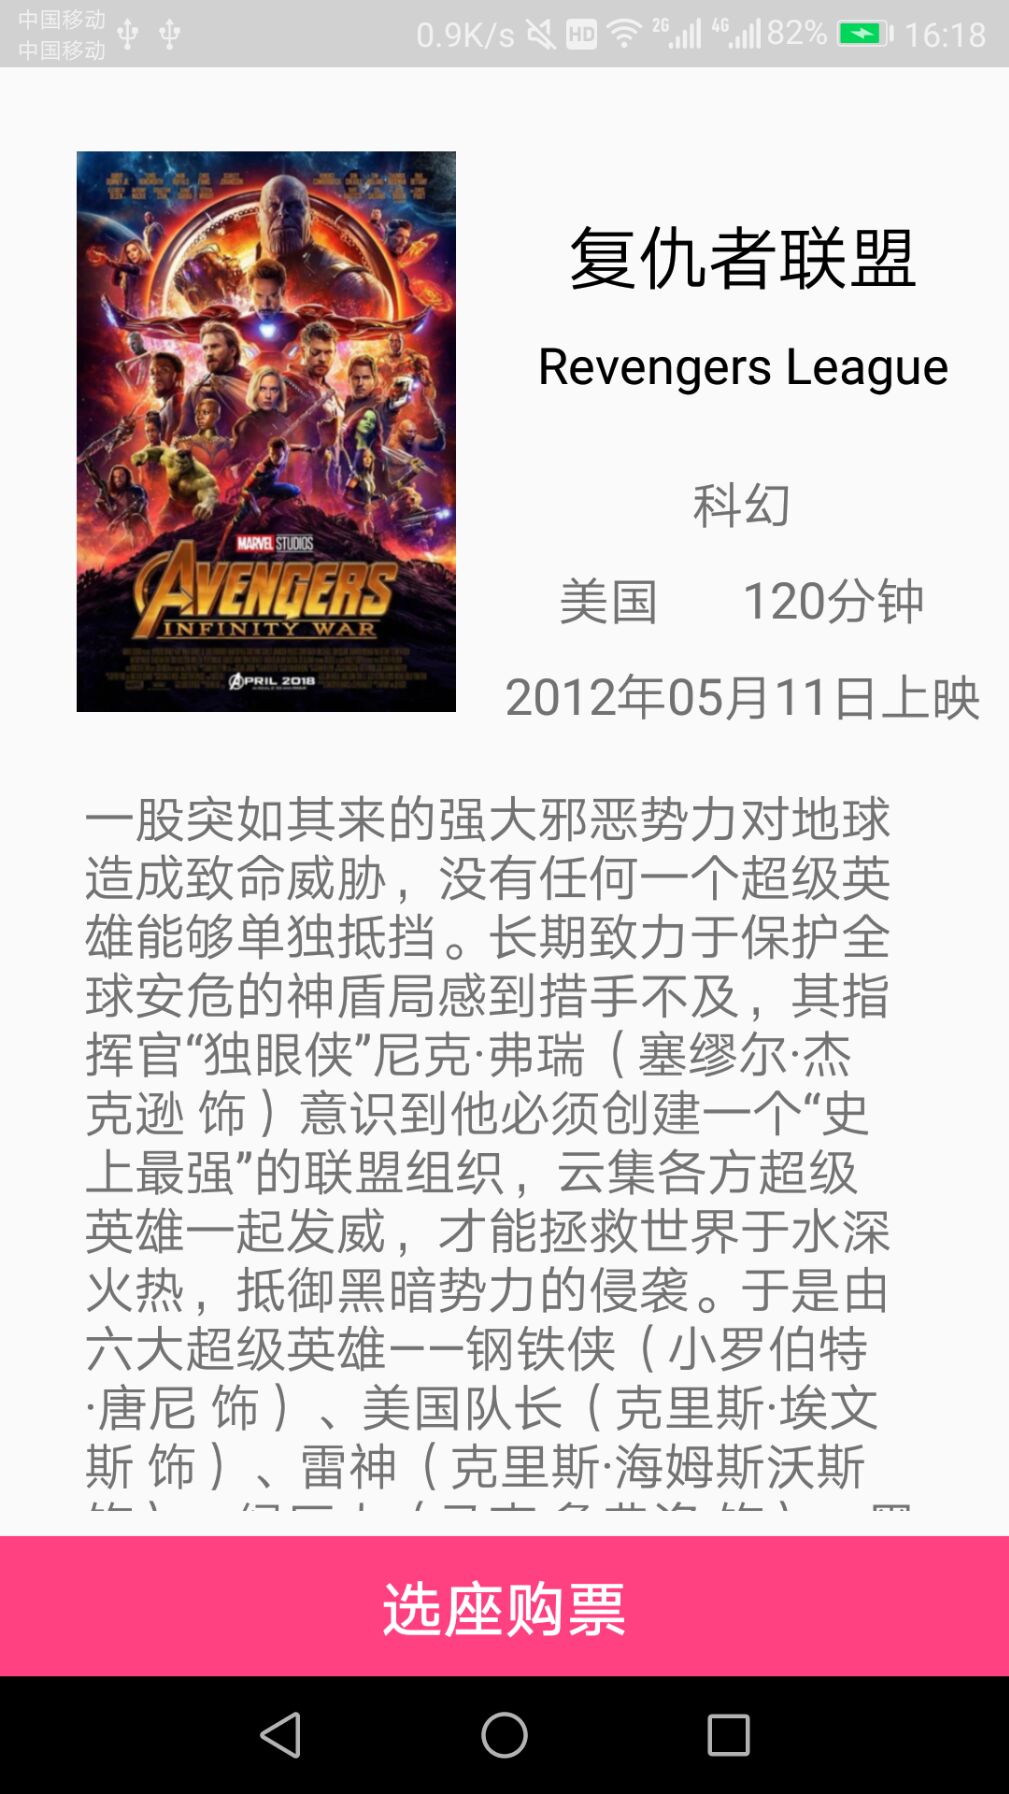 中国移动
中国移动
0.9K/s HD 2G 4G 82% 16:18
复仇者联盟
Revengers League
科幻
美国 120分钟
2012年05月11日上映
MARVEL STUDIOS
AVENGERS
INFINITY WAR
APRIL 2018
一股突如其来的强大邪恶势力对地球
造成致命威胁，没有任何一个超级英
雄能够单独抵挡。长期致力于保护全
球安危的神盾局感到措手不及，其指
挥官“独眼侠”尼克·弗瑞（塞缪尔·杰
克逊 饰）意识到他必须创建一个“史
上最强”的联盟组织，云集各方超级
英雄一起发威，才能拯救世界于水深
火热，抵御黑暗势力的侵袭。于是由
六大超级英雄——钢铁侠（小罗伯特
·唐尼 饰）、美国队长（克里斯·埃文
斯 饰）、雷神（克里斯·海姆斯沃斯
选座购票